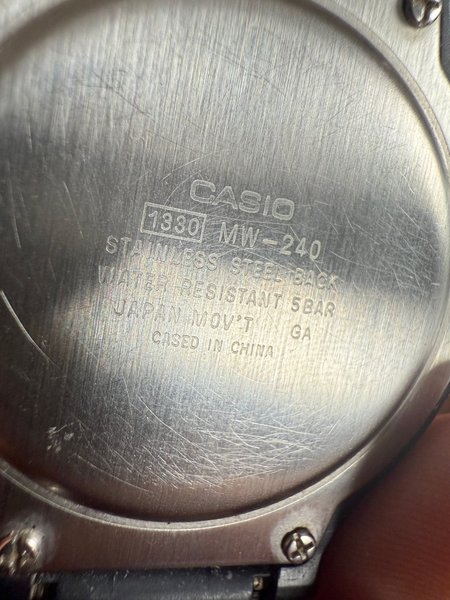 CASIO
1330 MW-240
STAINLESS STEEL BACK
WATER RESISTANT 5BAR
JAPAN MOV'T GA
CASED IN CHINA